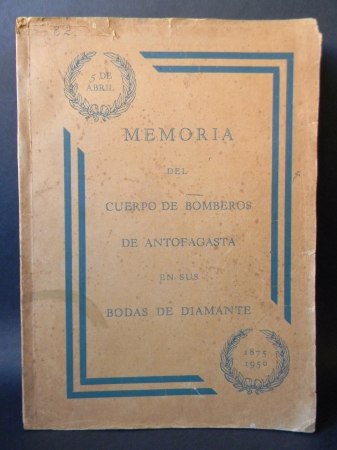 5 DE
ABRIL
MEMORIA
DEL
CUERPO DE BOMBEROS
DE ANTOFAGASTA
EN SUS
BODAS DE DIAMANTE
1875
1950